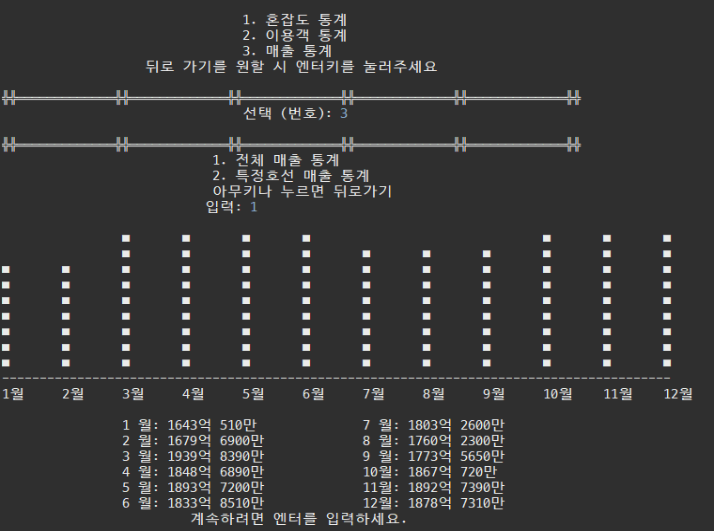 1. 혼잡도 통계
2. 이용객 통계
3. 매출 통계
뒤로 가기를 원할 시 엔터키를 눌러주세요
선택 (번호): 3
1. 전체 매출 통계
2. 특정호선 매출 통계
아무키나 누르면 뒤로가기
입력: 1
1월 2월 3월 4월 5월 6월 7월 8월 9월 10월 11월 12월
1 월: 1643억 510만 7 월: 1803억 2600만
2 월: 1679억 6900만 8 월: 1760억 2300만
3 월: 1939억 8390만 9 월: 1773억 5650만
4 월: 1848억 6890만 10월: 1867억 720만
5 월: 1893억 7200만 11월: 1892억 7390만
6 월: 1833억 8510만 12월: 1878억 7310만
계속하려면 엔터를 입력하세요.